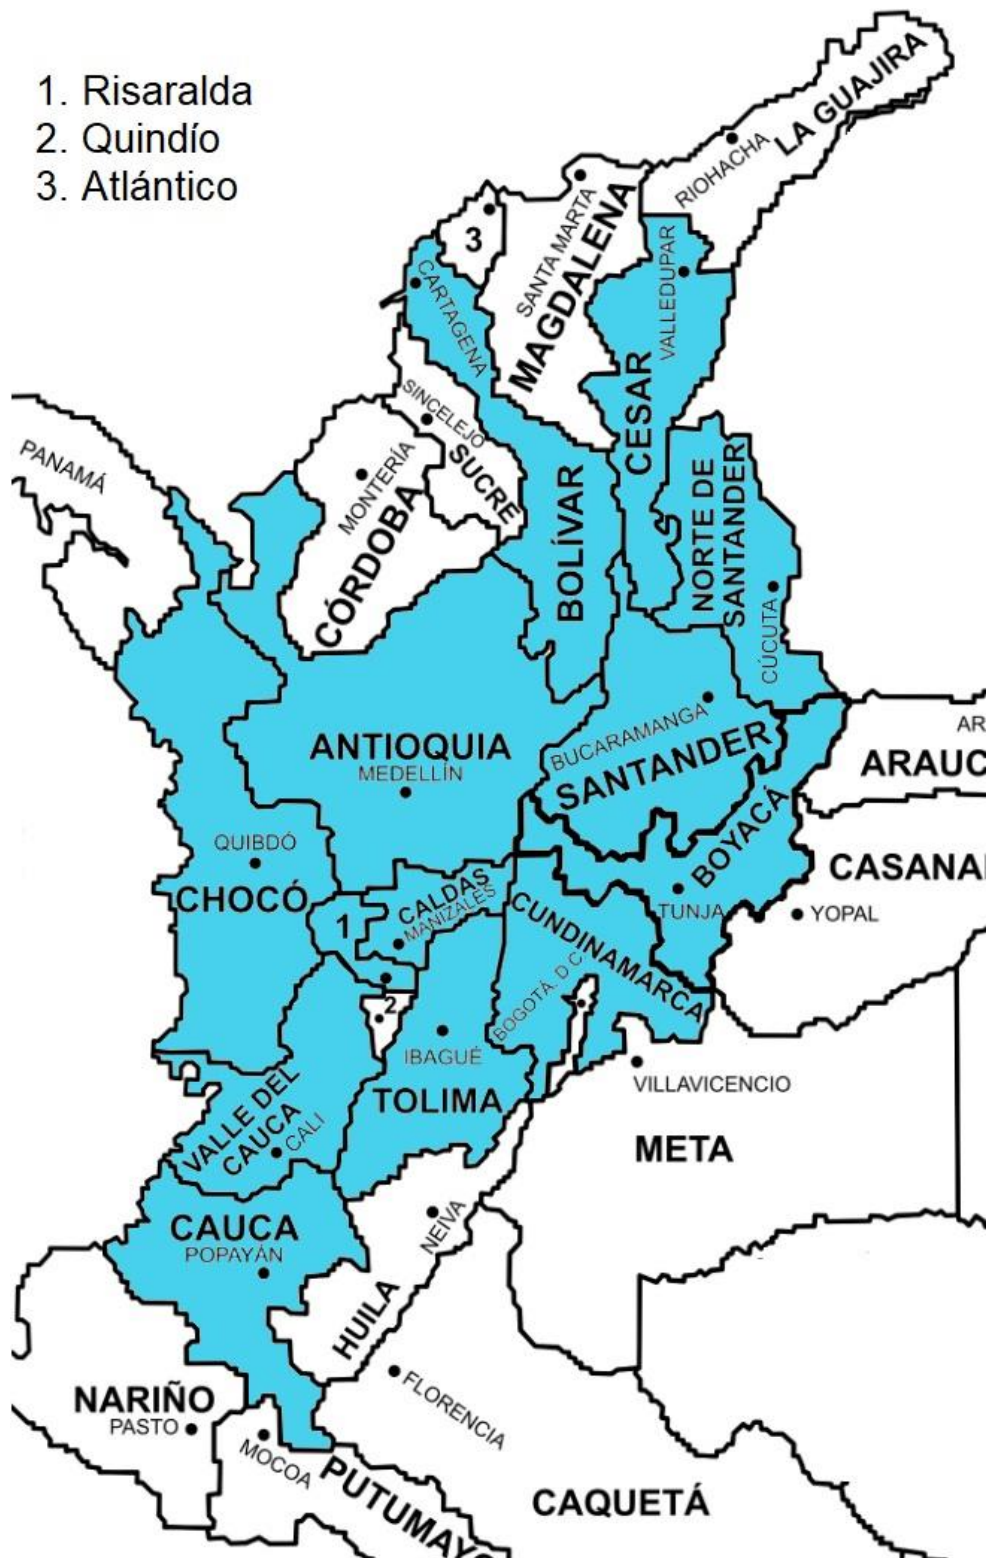 1. Risaralda
2. Quindío
3. Atlántico
LA GUAJIRA
RIOHACHA
SANTA MARTA
MAGDALENA
3
CARTAGENA
VALLEDUPAR
CESAR
SINCELEJO
SUCRE
PANAMÁ
MONTERÍA
CÓRDOBA
BOLÍVAR
NORTE DE
SANTANDER
CÚCUTA
ANTIOQUIA
MEDELLÍN
BUCARAMANGA
SANTANDER
AR
ARAUC
BOYACÁ
TUNJA
CASANA
YOPAL
QUIBDÓ
CHOCÓ
1
CALDAS
MANIZALES
CUNDINAMARCA
BOGOTÁ. D C
2
IBAGUÉ
TOLIMA
VILLAVICENCIO
META
VALLE DEL
CAUCA
CALI
CAUCA
POPAYÁN
NEIVA
HUILA
NARIÑO
PASTO
FLORENCIA
MOCOA
PUTUMAYO
CAQUETÁ